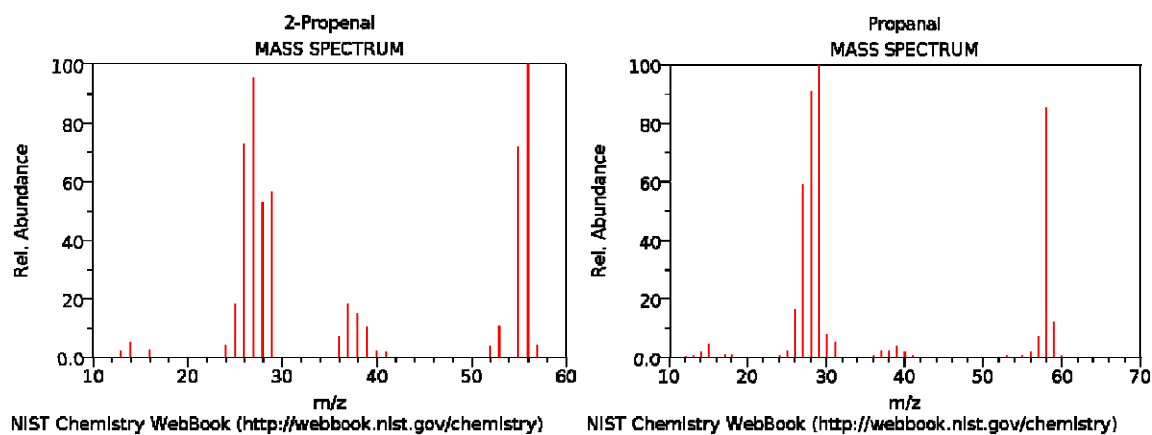 2-Propenal
MASS SPECTRUM
100
80
60
40
20
0.0
Rel. Abundance
10 20 30 40 50 60
m/z
NIST Chemistry WebBook (http://webbook.nist.gov/chemistry)
Propanal
MASS SPECTRUM
100
80
60
40
20
0.0
Rel. Abundance
10 20 30 40 50 60 70
m/z
NIST Chemistry WebBook (http://webbook.nist.gov/chemistry)